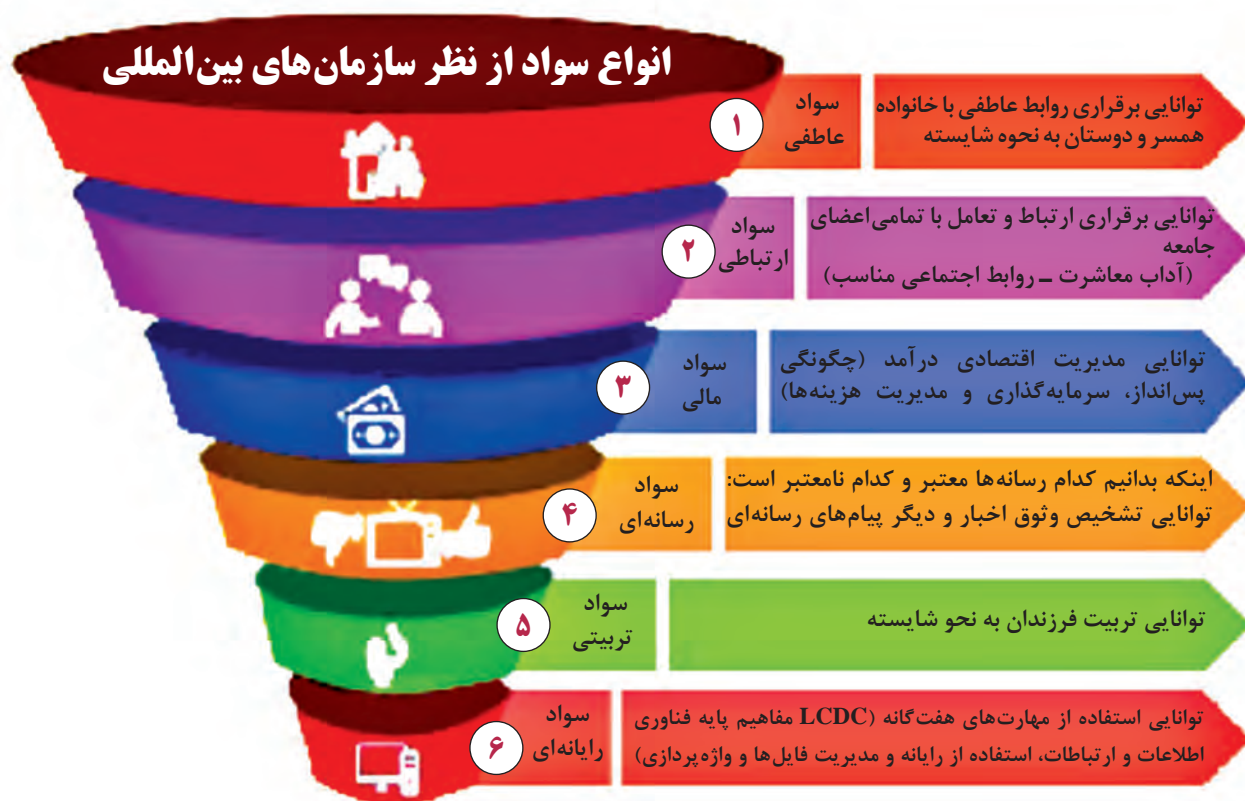 انواع سواد از نظر سازمان‌های بین‌المللی
۱
سواد
عاطفی
توانایی برقراری روابط عاطفی با خانواده
همسر و دوستان به نحوه شایسته
۲
سواد
ارتباطی
توانایی برقراری ارتباط و تعامل با تمامی اعضای
جامعه
(آداب معاشرت ـ روابط اجتماعی مناسب)
۳
سواد
مالی
توانایی مدیریت اقتصادی درآمد (چگونگی
پس‌انداز، سرمایه‌گذاری و مدیریت هزینه‌ها)
۴
سواد
رسانه‌ای
اینکه بدانیم کدام رسانه‌ها معتبر و کدام نامعتبر است:
توانایی تشخیص وثوق اخبار و دیگر پیام‌های رسانه‌ای
۵
سواد
تربیتی
توانایی تربیت فرزندان به نحو شایسته
۶
سواد
رایانه‌ای
توانایی استفاده از مهارت‌های هفت‌گانه (LCDC مفاهیم پایه فناوری
اطلاعات و ارتباطات، استفاده از رایانه و مدیریت فایل‌ها و واژه‌پردازی)